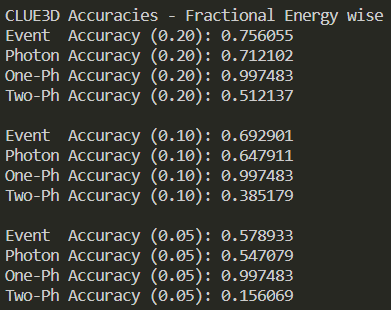 CLUE3D Accuracies - Fractional Energy wise
Event  Accuracy (0.20): 0.756055
Photon Accuracy (0.20): 0.712102
One-Ph Accuracy (0.20): 0.997483
Two-Ph Accuracy (0.20): 0.512137

Event  Accuracy (0.10): 0.692901
Photon Accuracy (0.10): 0.647911
One-Ph Accuracy (0.10): 0.997483
Two-Ph Accuracy (0.10): 0.385179

Event  Accuracy (0.05): 0.578933
Photon Accuracy (0.05): 0.547079
One-Ph Accuracy (0.05): 0.997483
Two-Ph Accuracy (0.05): 0.156069